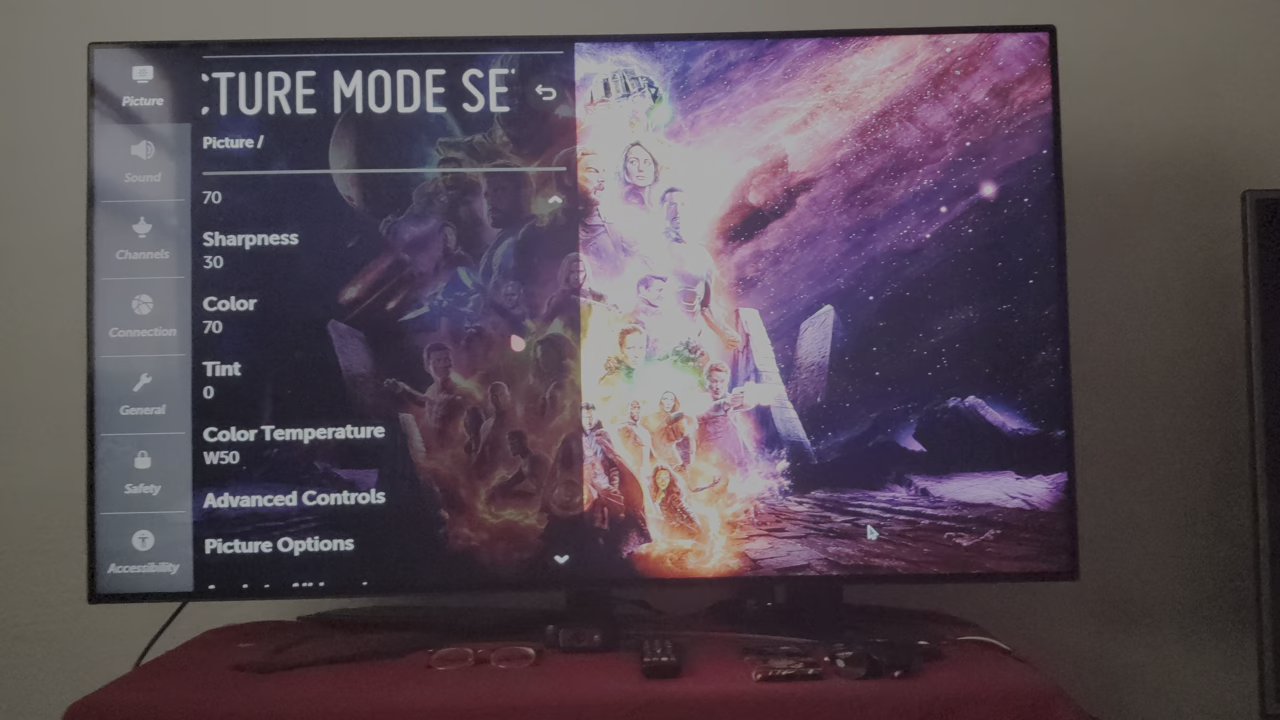 Picture
Sound
Channels
Connection
General
Safety
Accessibility
CTURE MODE SE
Picture /
70
Sharpness
30
Color
70
Tint
0
Color Temperature
W50
Advanced Controls
Picture Options